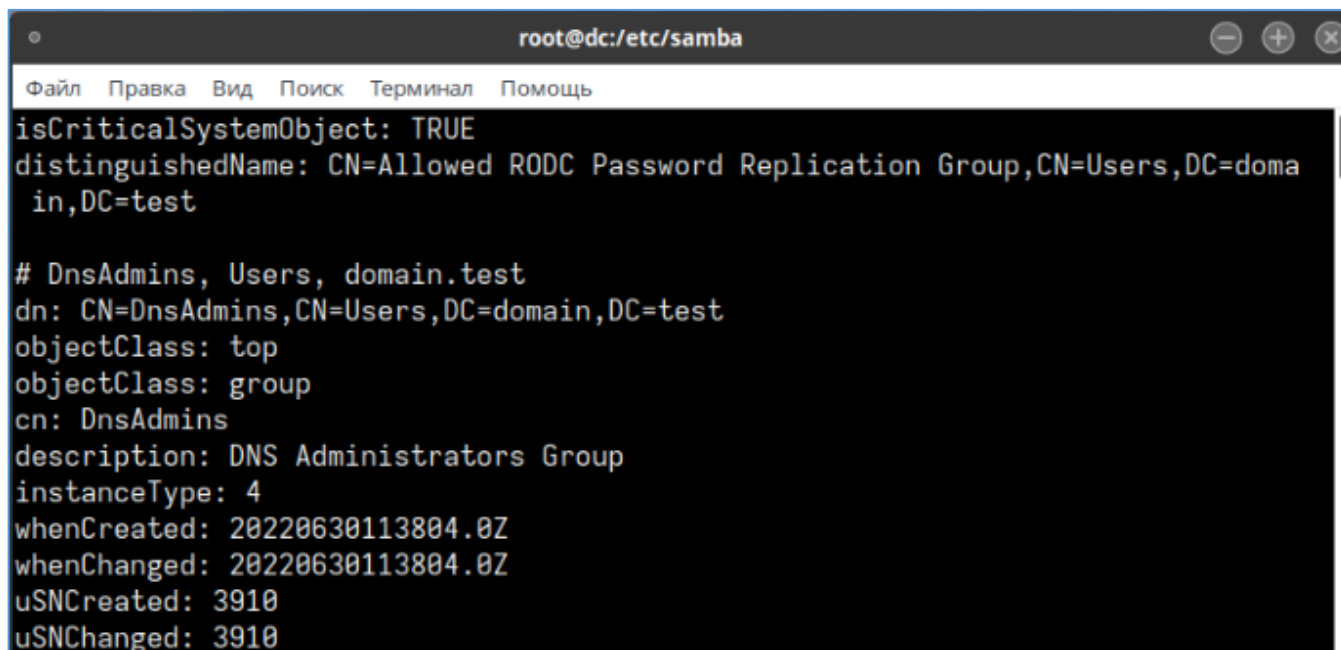 root@dc:/etc/samba
Файл Правка Вид Поиск Терминал Помощь
isCriticalSystemObject: TRUE
distinguishedName: CN=Allowed RODC Password Replication Group,CN=Users,DC=doma
 in,DC=test
# DnsAdmins, Users, domain.test
dn: CN=DnsAdmins,CN=Users,DC=domain,DC=test
objectClass: top
objectClass: group
cn: DnsAdmins
description: DNS Administrators Group
instanceType: 4
whenCreated: 20220630113804.0Z
whenChanged: 20220630113804.0Z
uSNCreated: 3910
uSNChanged: 3910